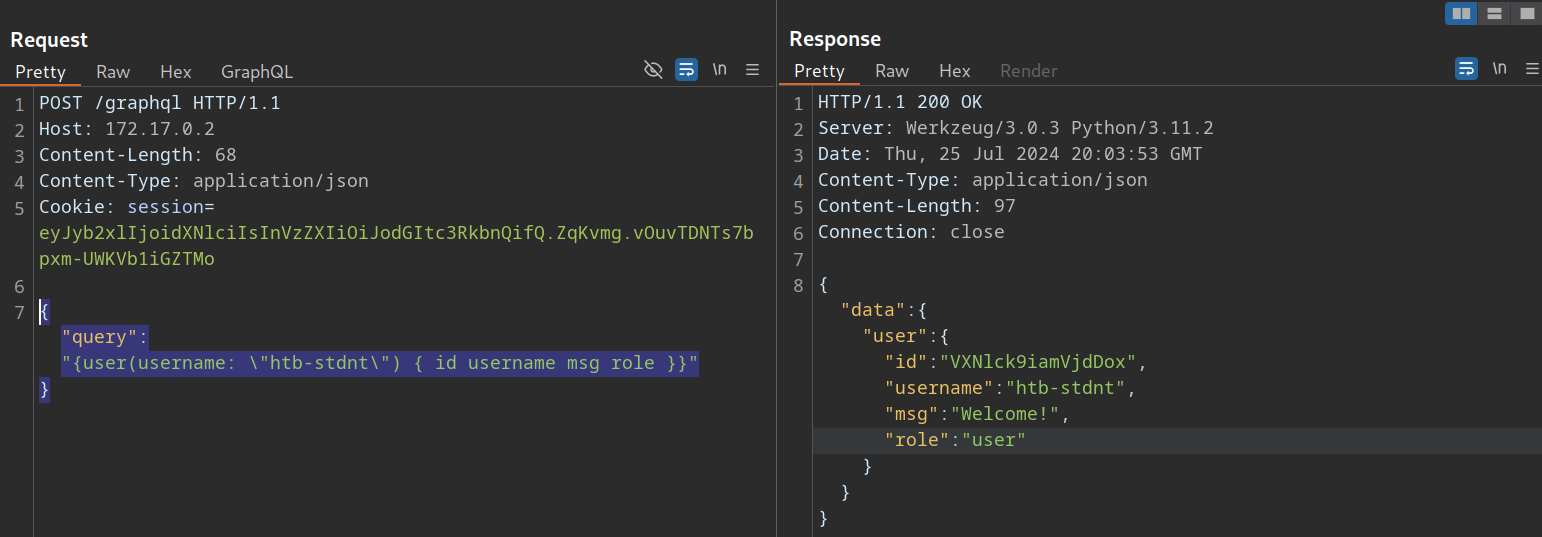 Request
Pretty Raw Hex GraphQL \n
1 POST /graphql HTTP/1.1
2 Host: 172.17.0.2
3 Content-Length: 68
4 Content-Type: application/json
5 Cookie: session=
eyJyb2xlIjoidXNlciIsInVzZXIiOiJodGItc3RkbnQifQ.ZqKvmg.vOuvTDNTs7b
pxm-UWKVb1iGZTMo
6
7 {
"query":
"{user(username: \"htb-stdnt\") { id username msg role }}"
}
Response
Pretty Raw Hex Render \n
1 HTTP/1.1 200 OK
2 Server: Werkzeug/3.0.3 Python/3.11.2
3 Date: Thu, 25 Jul 2024 20:03:53 GMT
4 Content-Type: application/json
5 Content-Length: 97
6 Connection: close
7
8 {
"data":{
"user":{
"id":"VXNlck9iamVjdDox",
"username":"htb-stdnt",
"msg":"Welcome!",
"role":"user"
}
}
}